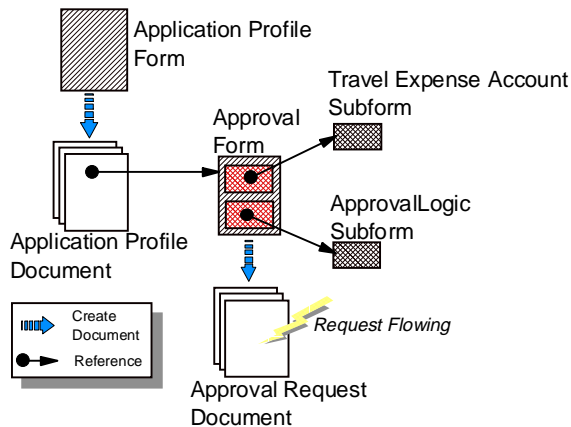 Application Profile
Form
Travel Expense Account
Subform
Approval
Form
ApprovalLogic
Subform
Application Profile
Document
Create
Document
Reference
Request Flowing
Approval Request
Document